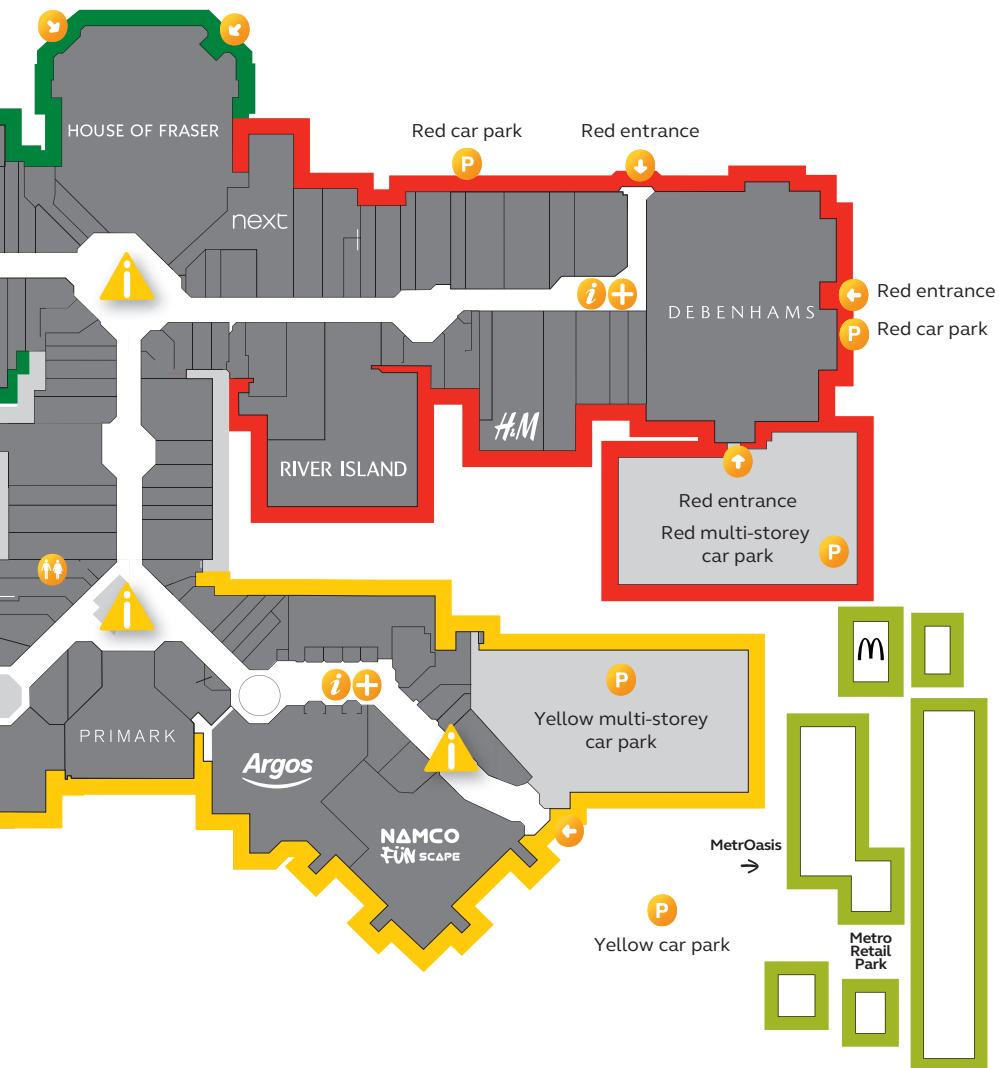 HOUSE OF FRASER
Red car park
P
Red entrance
next
i
i
DEBENHAMS
Red entrance
P
Red car park
H&M
RIVER ISLAND
Red entrance
Red multi-storey
car park
P
i
M
i
P
PRIMARK
Yellow multi-storey
car park
Argos
i
NAMCO
FÜN SCAPE
MetrOasis
P
Yellow car park
Metro
Retail
Park